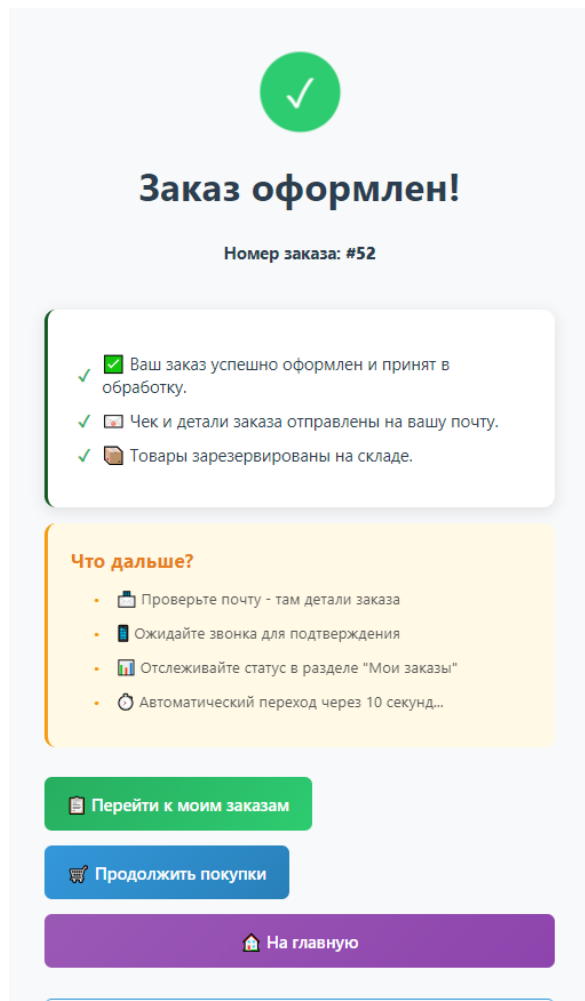 ✓
Заказ оформлен!
Номер заказа: #52
✓ ✅ Ваш заказ успешно оформлен и принят в
обработку.
✓ 📧 Чек и детали заказа отправлены на вашу почту.
✓ 📦 Товары зарезервированы на складе.
Что дальше?
• 📩 Проверьте почту - там детали заказа
• 📱 Ожидайте звонка для подтверждения
• 📊 Отслеживайте статус в разделе "Мои заказы"
• ⏱ Автоматический переход через 10 секунд...
📋 Перейти к моим заказам
🛒 Продолжить покупки
🏠 На главную